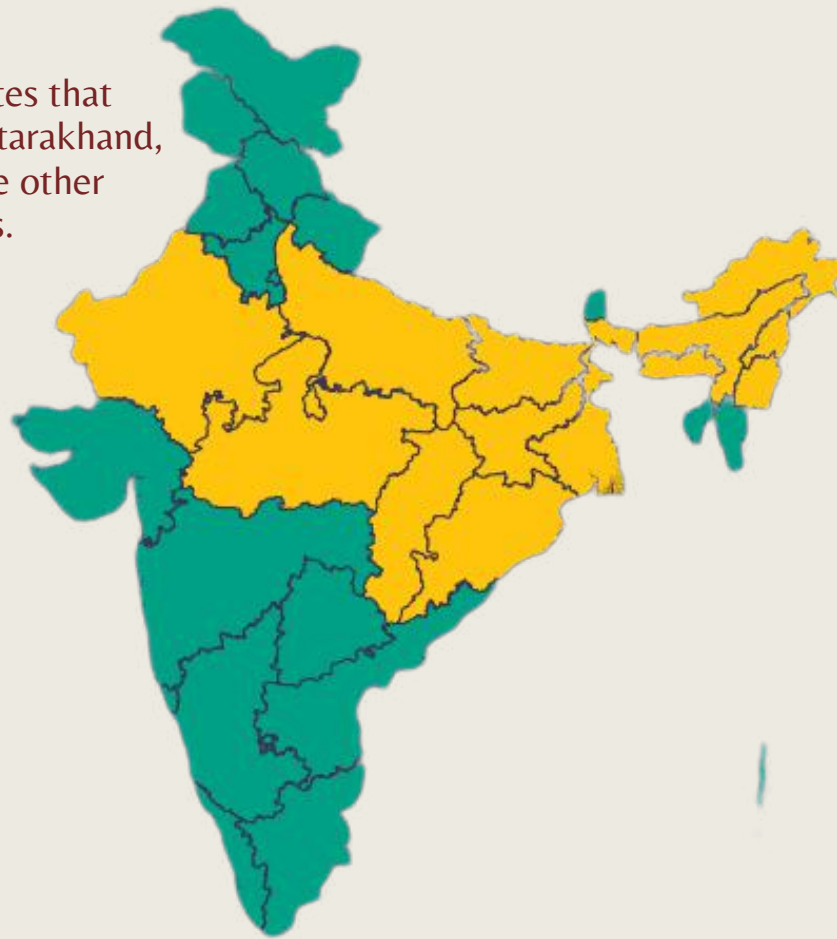 tes that
tarakhand,
e other
s.